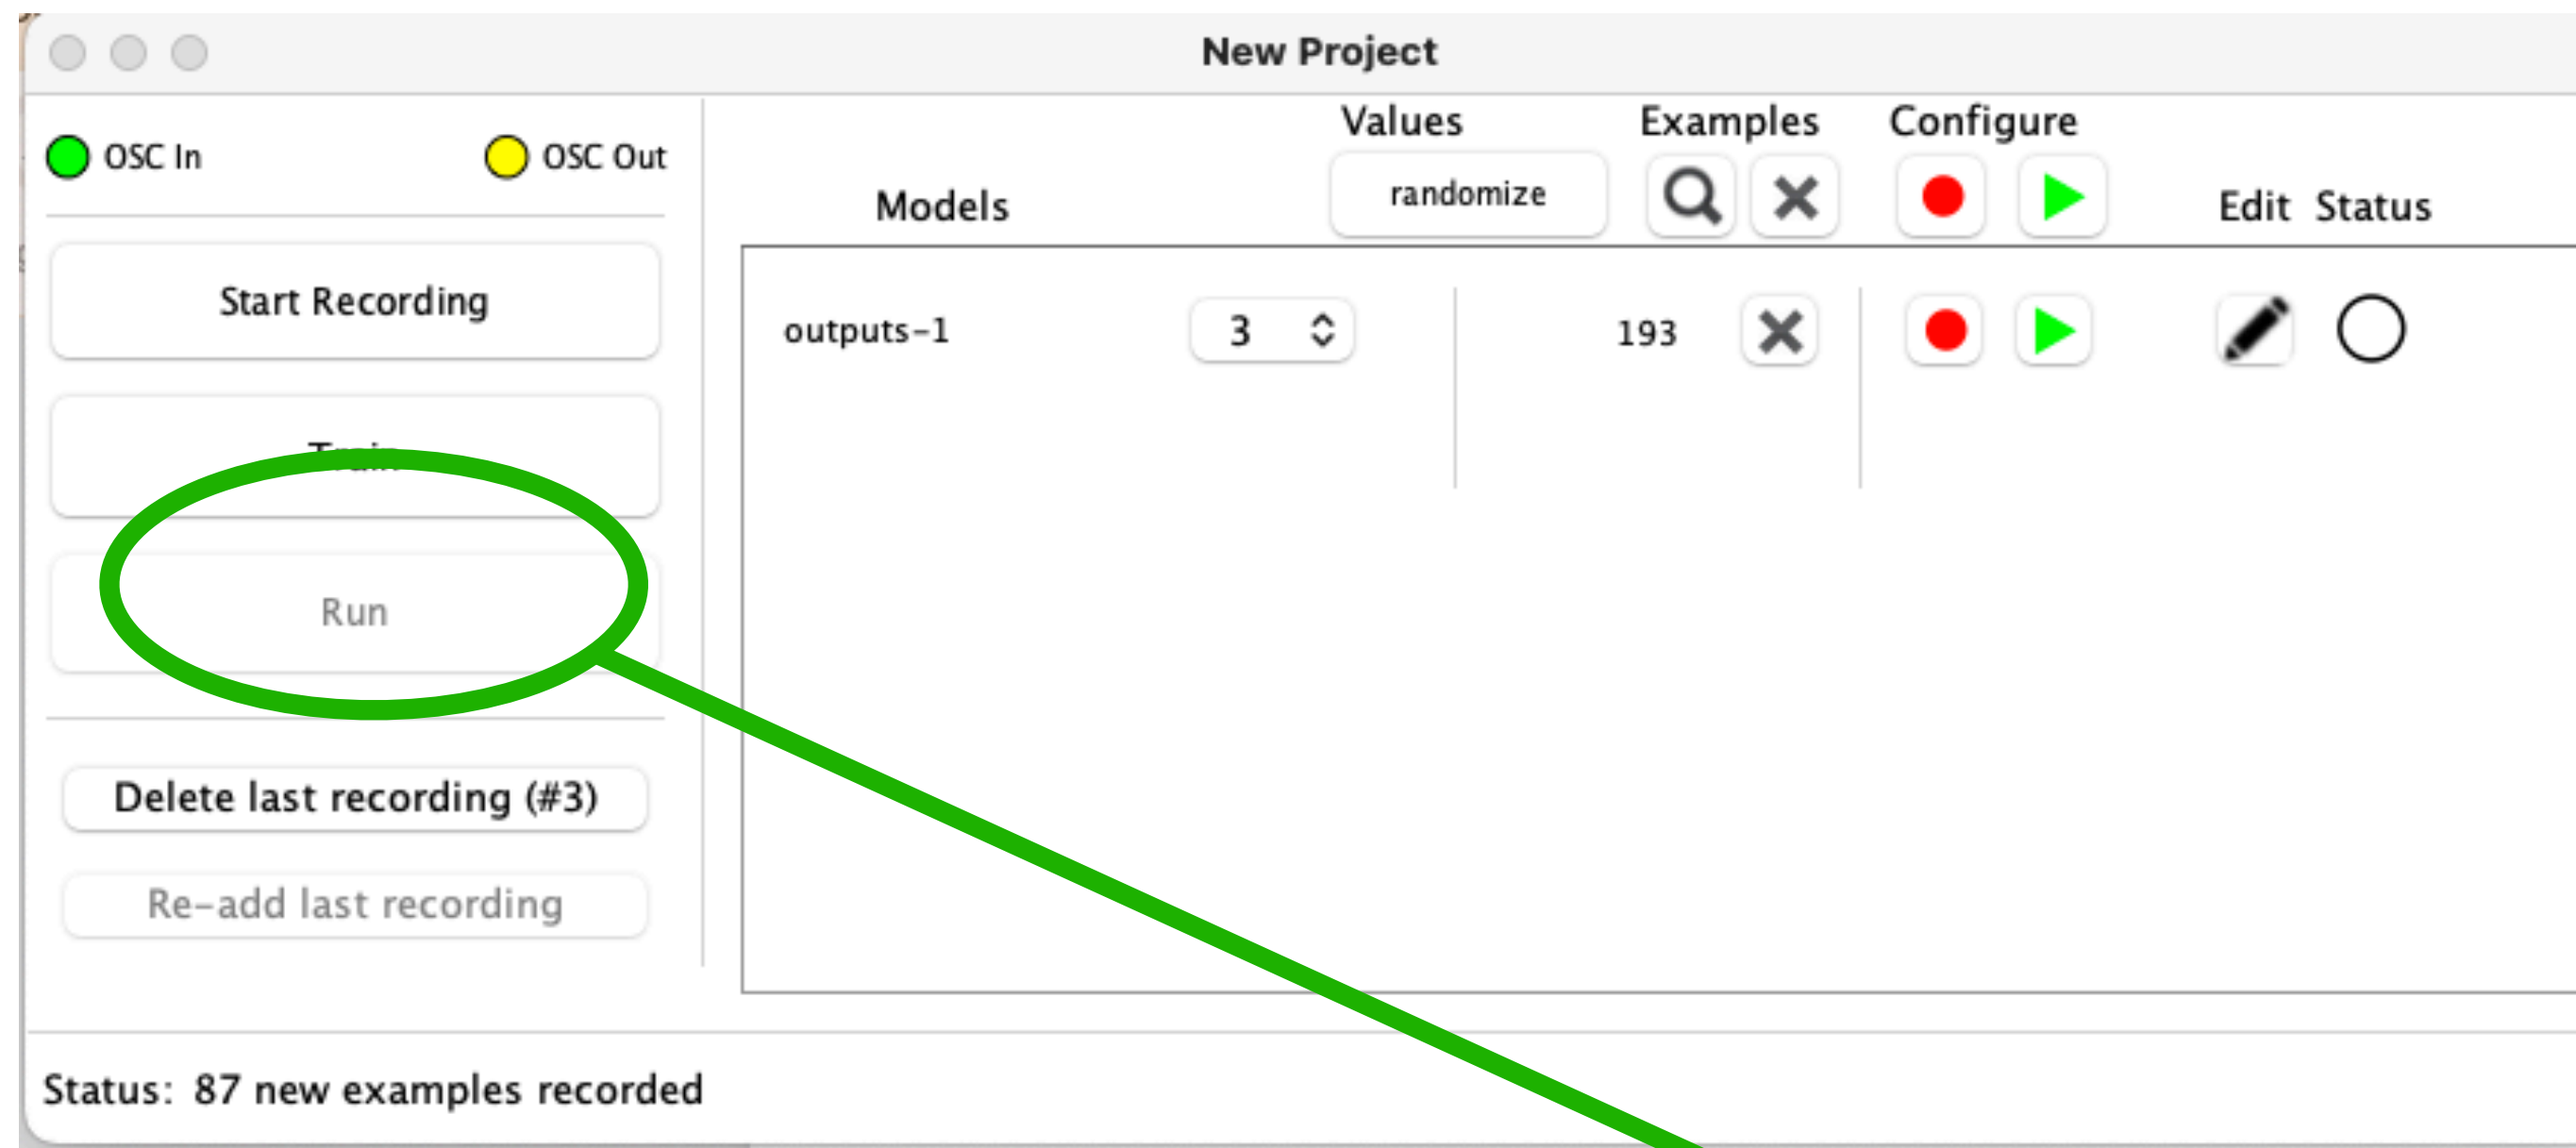 New Project
OSC In
OSC Out
Values
Examples
Configure
Models
randomize
Edit
Status
Start Recording
outputs-1
3
193
Train
Run
Delete last recording (#3)
Re-add last recording
Status: 87 new examples recorded